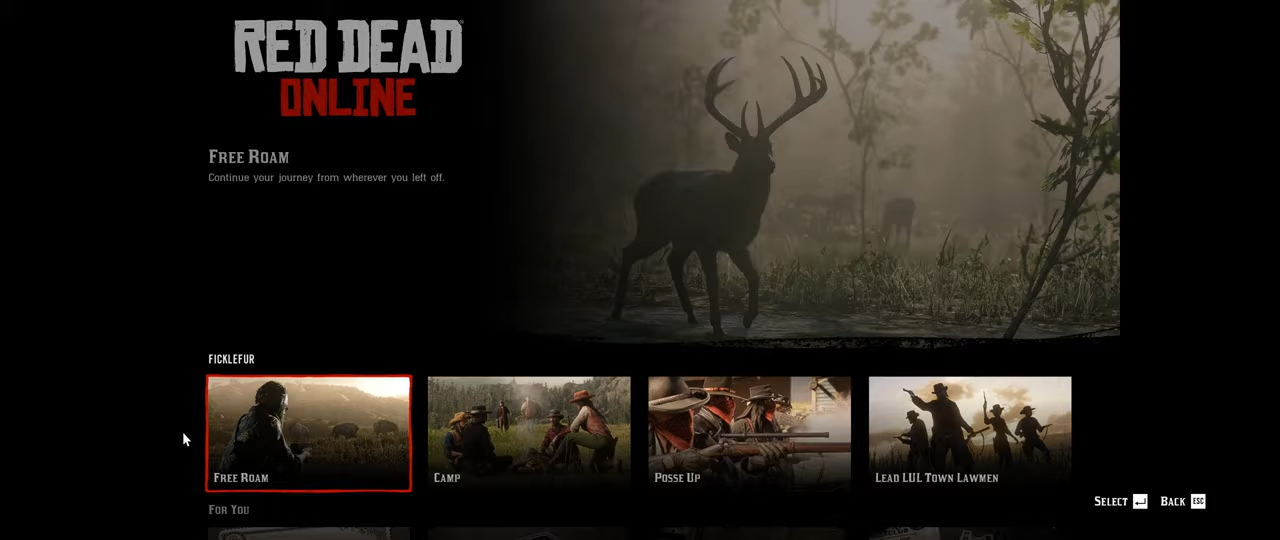 RED DEAD
ONLINE
FREE ROAM
Continue your journey from wherever you left off.
FICKLEFUR
FREE ROAM
CAMP
POSSE UP
LEAD LUL TOWN LAWMEN
SELECT
BACK ESC
FOR YOU